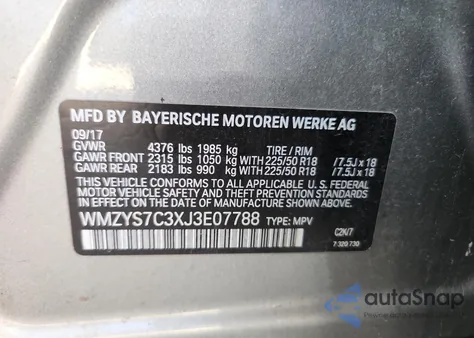 MFD BY BAYERISCHE MOTOREN WERKE AG
09/17
GVWR 4376 lbs 1985 kg TIRE / RIM
GAWR FRONT 2315 lbs 1050 kg WITH 225/50 R18 / 7.5J x 18
GAWR REAR 2183 lbs 990 kg WITH 225/50 R18 / 7.5J x 18
THIS VEHICLE CONFORMS TO ALL APPLICABLE FEDERAL
MOTOR VEHICLE SAFETY, BUMPER, AND THEFT PREVENTION
STANDARDS IN EFFECT ON THE DATE OF
MANUFACTURE SHOWN ABOVE.
WMZYS7C3XJ3E07788 TYPE: MPV
C2K/7
7 320 730
autoSnap